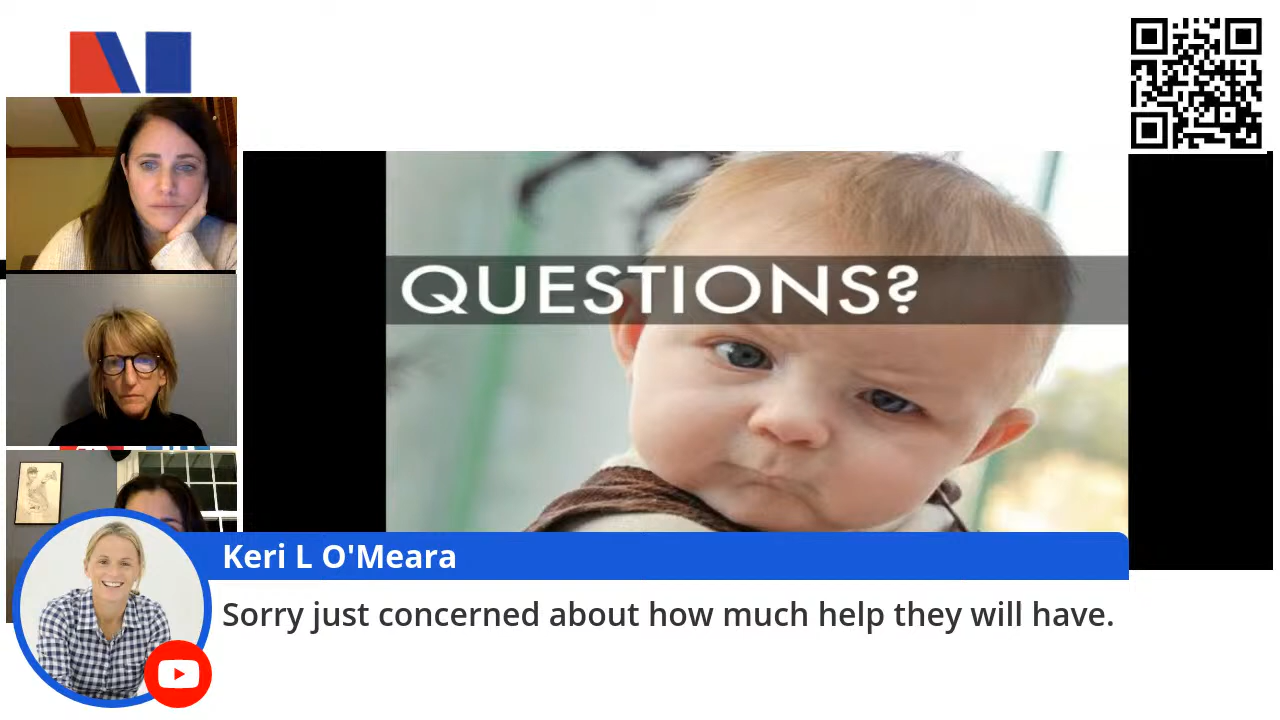 QUESTIONS?
Keri L O'Meara
Sorry just concerned about how much help they will have.